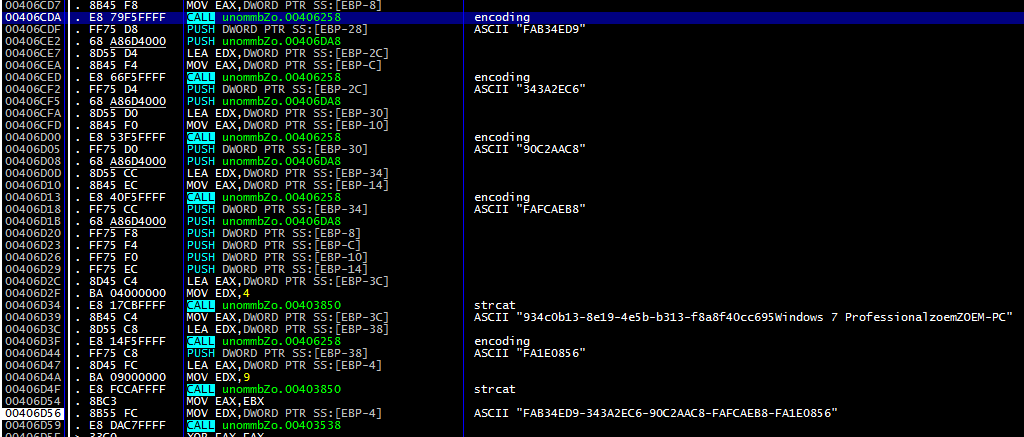 00406CD7 . 8B45 F8 MOV EAX,DWORD PTR SS:[EBP-8]
00406CDA . E8 79F5FFFF CALL unommbZo.00406258 encoding
00406CDF . FF75 D8 PUSH DWORD PTR SS:[EBP-28] ASCII "FAB34ED9"
00406CE2 . 68 A86D4000 PUSH unommbZo.00406DA8
00406CE7 . 8D55 D4 LEA EDX,DWORD PTR SS:[EBP-2C]
00406CEA . 8B45 F4 MOV EAX,DWORD PTR SS:[EBP-C]
00406CED . E8 66F5FFFF CALL unommbZo.00406258 encoding
00406CF2 . FF75 D4 PUSH DWORD PTR SS:[EBP-2C] ASCII "343A2EC6"
00406CF5 . 68 A86D4000 PUSH unommbZo.00406DA8
00406CFA . 8D55 D0 LEA EDX,DWORD PTR SS:[EBP-30]
00406CFD . 8B45 F0 MOV EAX,DWORD PTR SS:[EBP-10]
00406D00 . E8 53F5FFFF CALL unommbZo.00406258 encoding
00406D05 . FF75 D0 PUSH DWORD PTR SS:[EBP-30] ASCII "90C2AAC8"
00406D08 . 68 A86D4000 PUSH unommbZo.00406DA8
00406D0D . 8D55 CC LEA EDX,DWORD PTR SS:[EBP-34]
00406D10 . 8B45 EC MOV EAX,DWORD PTR SS:[EBP-14]
00406D13 . E8 40F5FFFF CALL unommbZo.00406258 encoding
00406D18 . FF75 CC PUSH DWORD PTR SS:[EBP-34] ASCII "FAFCAEB8"
00406D1B . 68 A86D4000 PUSH unommbZo.00406DA8
00406D20 . FF75 F8 PUSH DWORD PTR SS:[EBP-8]
00406D23 . FF75 F4 PUSH DWORD PTR SS:[EBP-C]
00406D26 . FF75 F0 PUSH DWORD PTR SS:[EBP-10]
00406D29 . FF75 EC PUSH DWORD PTR SS:[EBP-14]
00406D2C . 8D45 C4 LEA EAX,DWORD PTR SS:[EBP-3C]
00406D2F . BA 04000000 MOV EDX,4
00406D34 . E8 17CBFFFF CALL unommbZo.00403850 strcat
00406D39 . 8B45 C4 MOV EAX,DWORD PTR SS:[EBP-3C] ASCII "934c0b13-8e19-4e5b-b313-f8a8f40cc695Windows 7 ProfessionalzoemZOEM-PC"
00406D3C . 8D55 C8 LEA EDX,DWORD PTR SS:[EBP-38]
00406D3F . E8 14F5FFFF CALL unommbZo.00406258 encoding
00406D44 . FF75 C8 PUSH DWORD PTR SS:[EBP-38] ASCII "FA1E0856"
00406D47 . 8D45 FC LEA EAX,DWORD PTR SS:[EBP-4]
00406D4A . BA 09000000 MOV EDX,9
00406D4F . E8 FCCAFFFF CALL unommbZo.00403850 strcat
00406D54 . 8BC3 MOV EAX,EBX
00406D56 . 8B55 FC MOV EDX,DWORD PTR SS:[EBP-4] ASCII "FAB34ED9-343A2EC6-90C2AAC8-FAFCAEB8-FA1E0856"
00406D59 . E8 DAC7FFFF CALL unommbZo.00403538